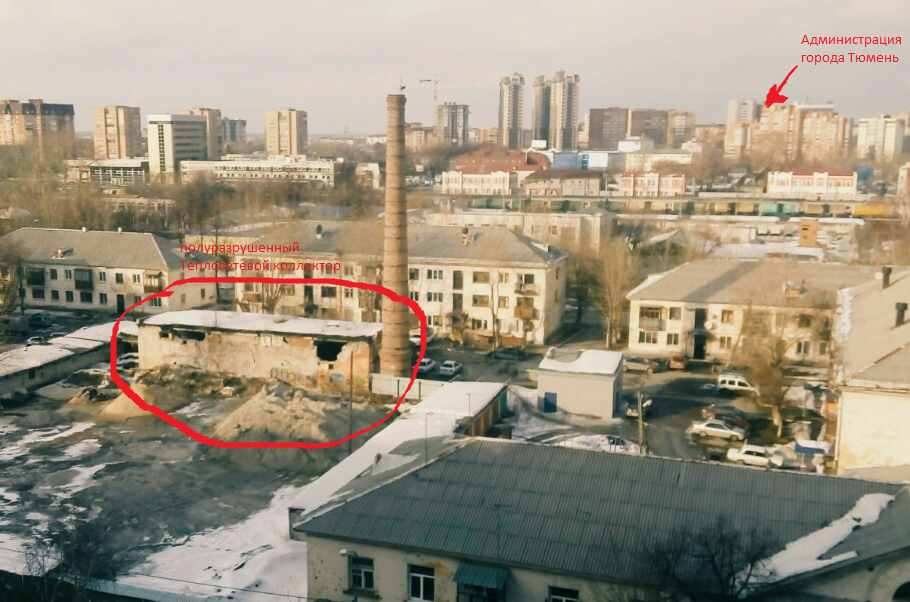 Администрация
города Тюмень
полуразрушенный
теплосетевой коллектор